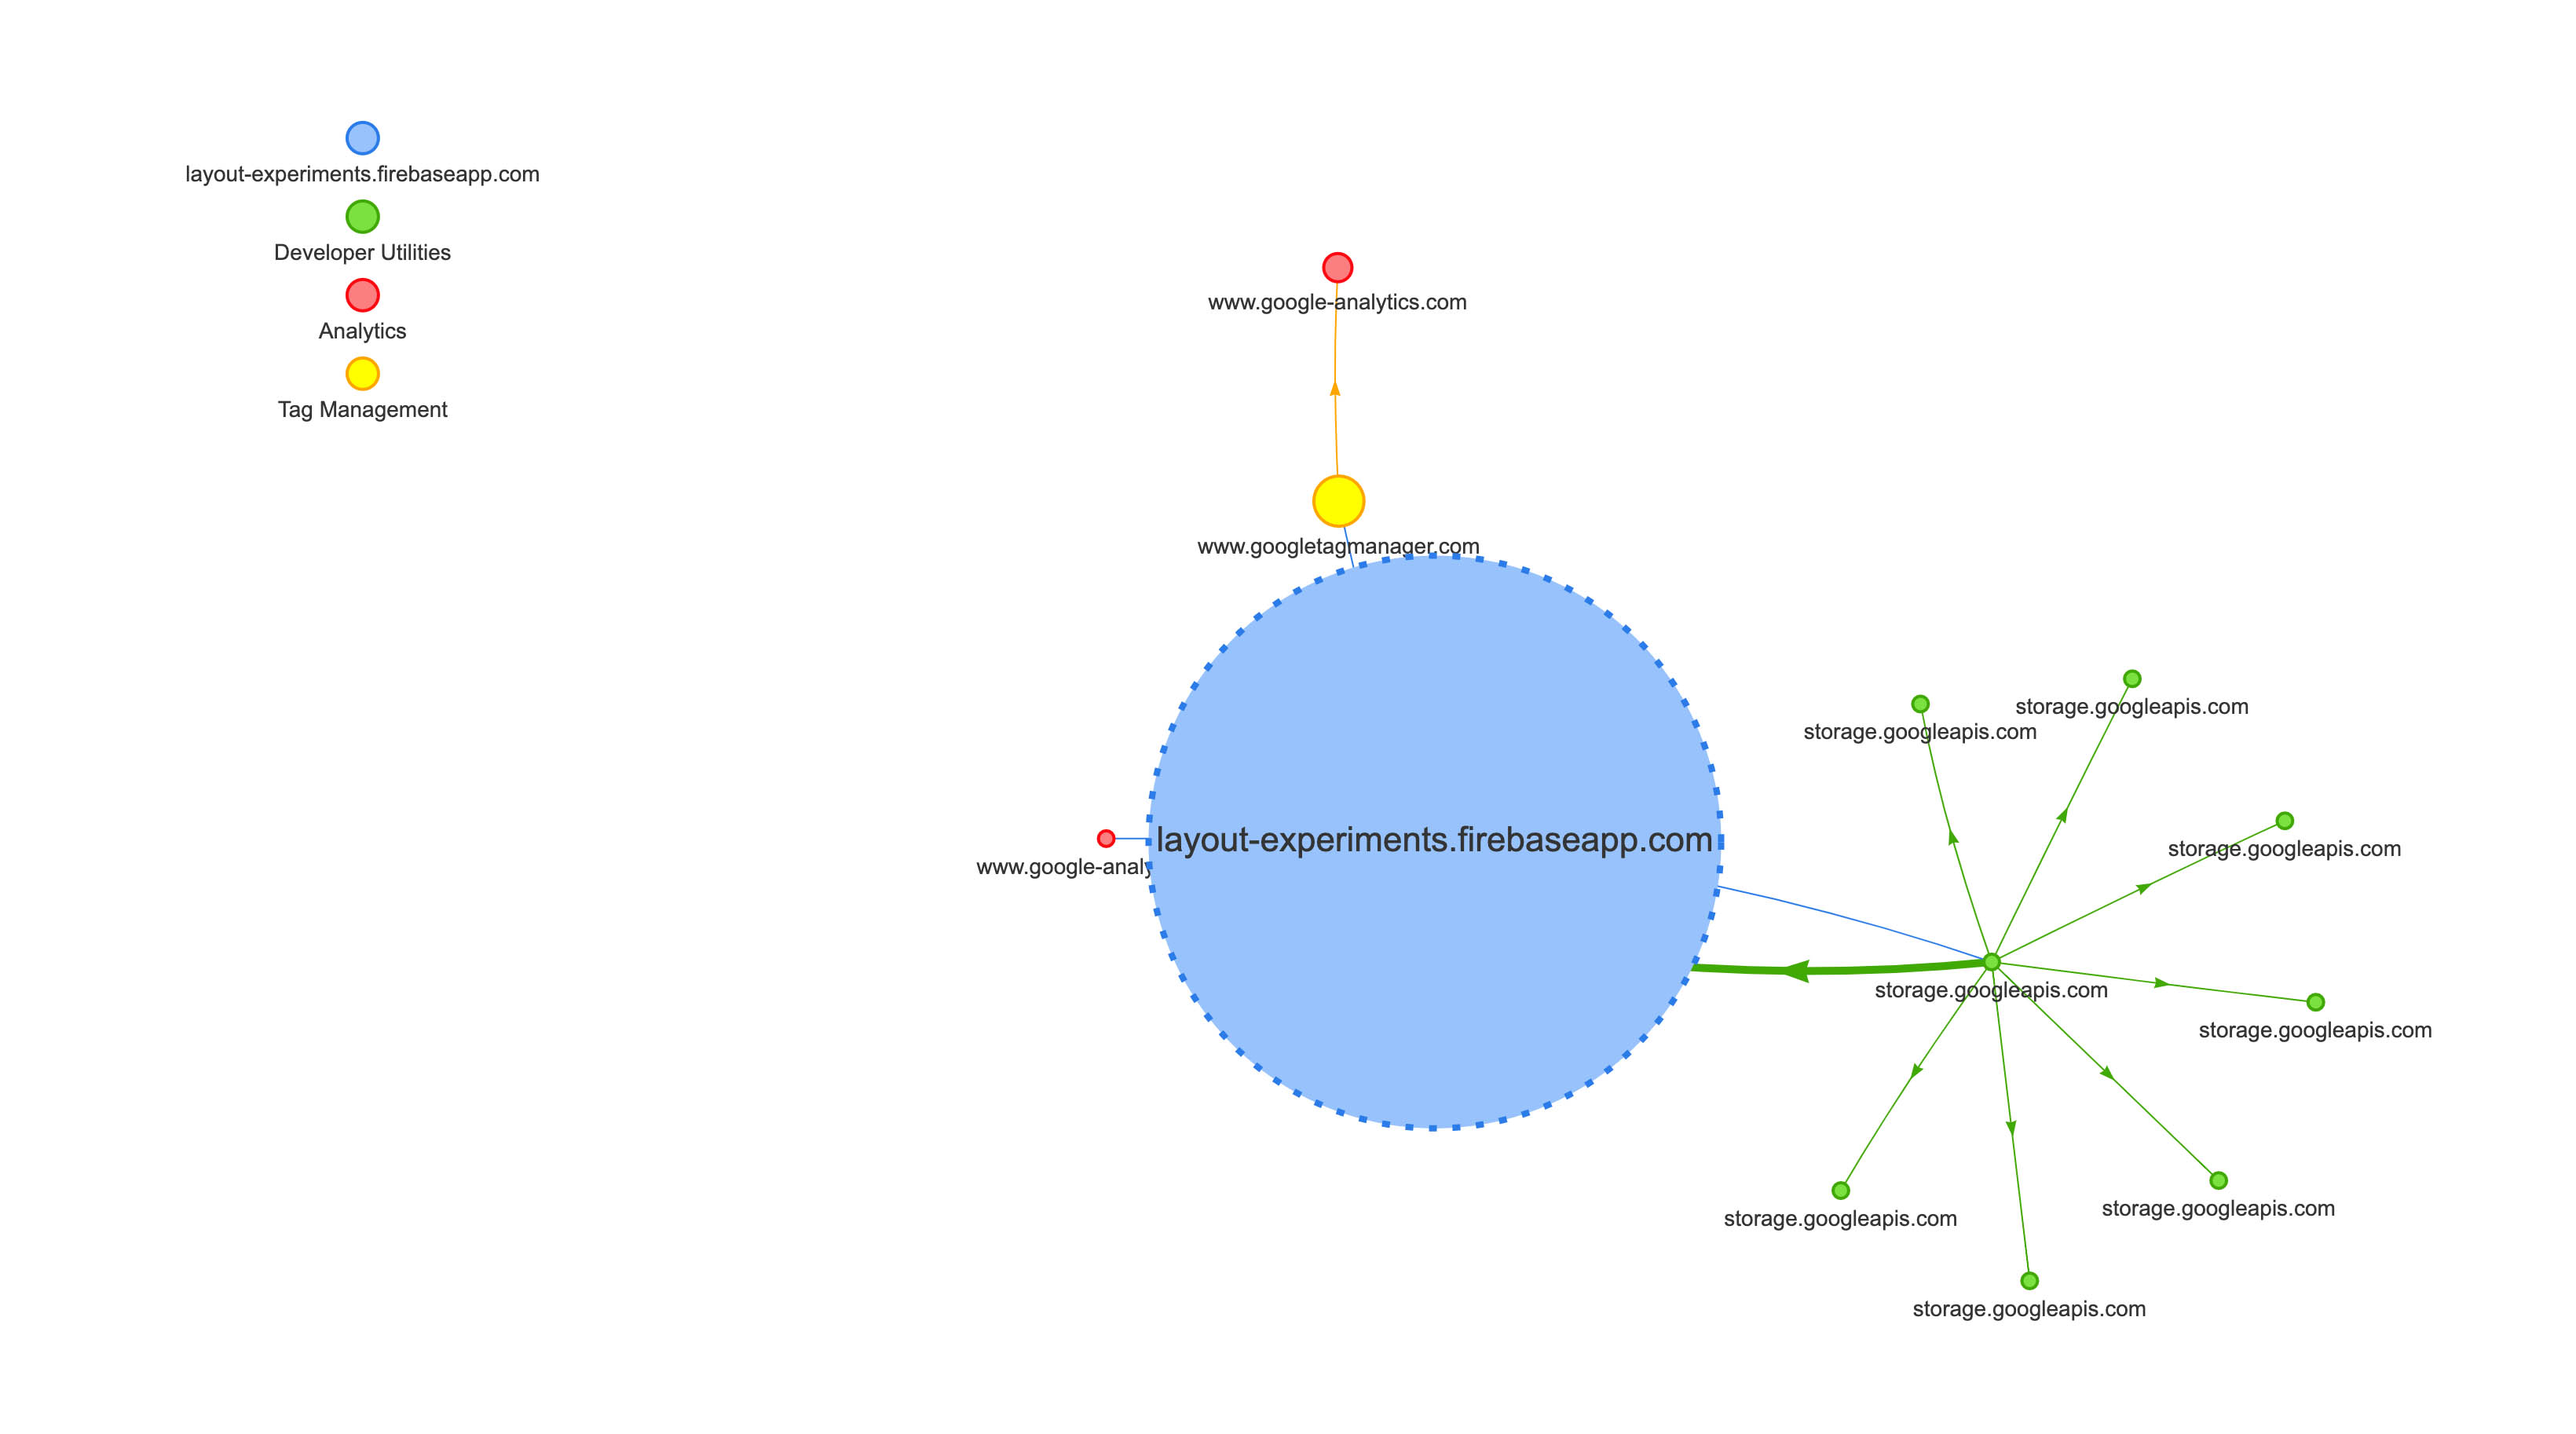 layout-experiments.firebaseapp.com
Developer Utilities
Analytics
Tag Management
www.google-analytics.com
www.googletagmanager.com
storage.googleapis.com
storage.googleapis.com
layout-experiments.firebaseapp.com
storage.googleapis.com
www.google-analy
storage.googleapis.com
storage.googleapis.com
storage.googleapis.com
storage.googleapis.com
storage.googleapis.com